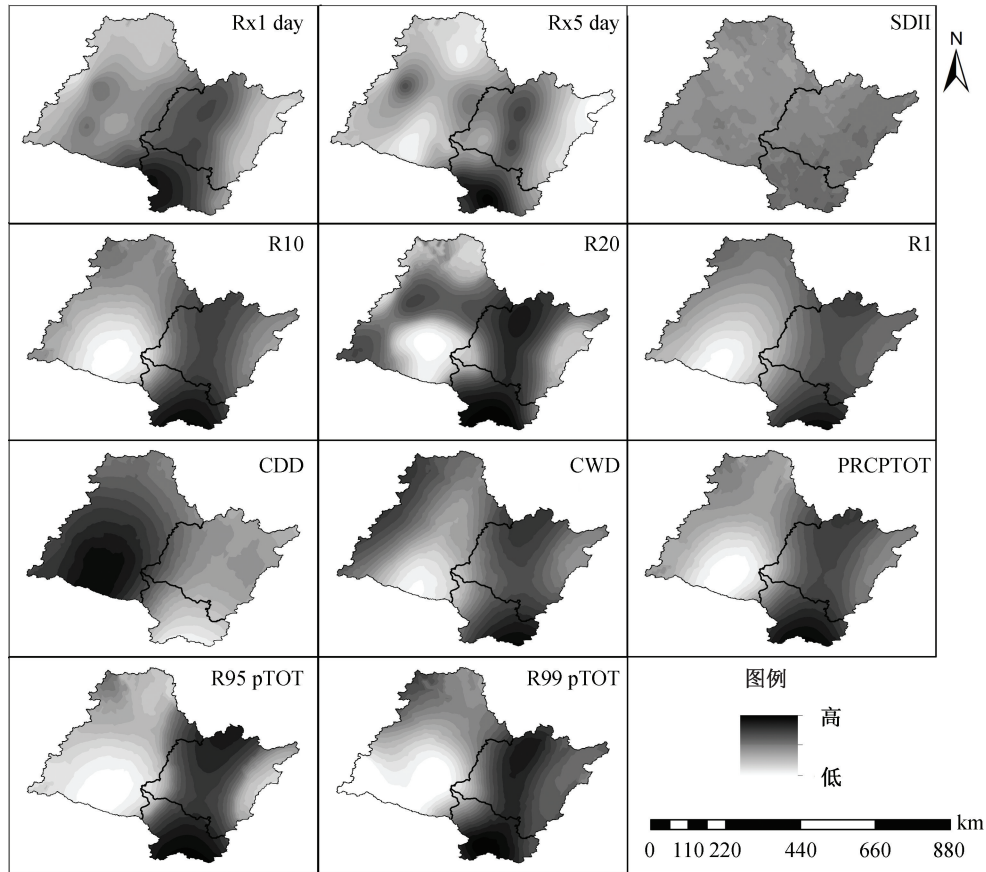 Rx1 day
Rx5 day
SDII
N
R10
R20
R1
CDD
CWD
PRCPTOT
R95 pTOT
R99 pTOT
图例
高
低
km
0 110 220 440 660 880